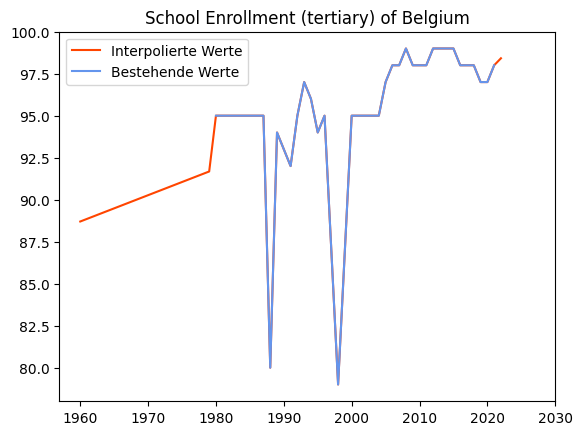 School Enrollment (tertiary) of Belgium
100.0
97.5
95.0
92.5
90.0
87.5
85.0
82.5
80.0
Interpolierte Werte
Bestehende Werte
1960 1970 1980 1990 2000 2010 2020 2030